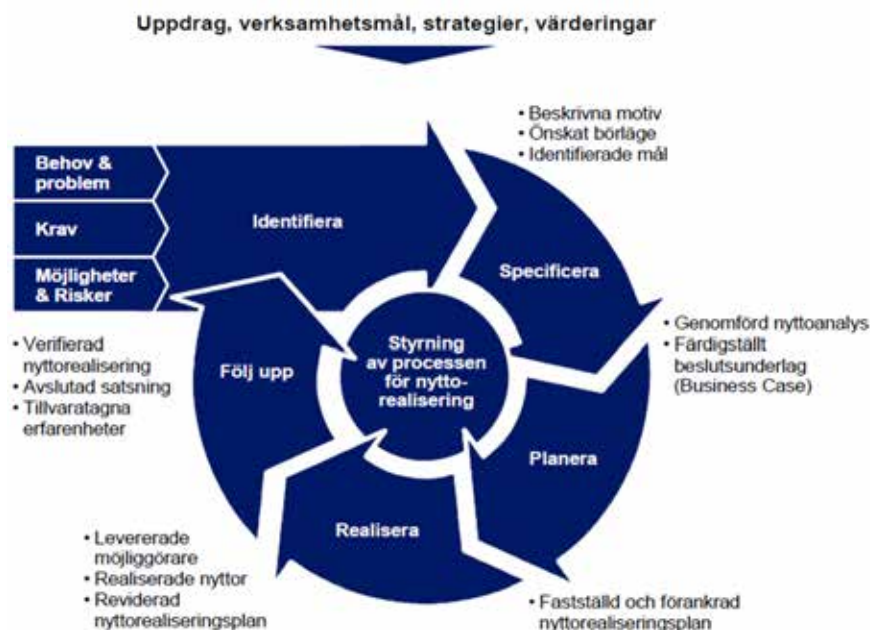 Uppdrag, verksamhetsmål, strategier, värderingar
• Beskrivna motiv
• Önskat börläge
• Identifierade mål
Behov &
problem
Krav
Möjligheter
& Risker
Identifiera
Specificera
• Genomförd nyttoanalys
• Färdigställt
beslutsunderlag
(Business Case)
Styrning
av processen
för nytto-
realisering
Planera
• Fastställd och förankrad
nyttorealiseringsplan
Realisera
• Levererade
möjliggörare
• Realiserade nyttor
• Reviderad
nyttorealiseringsplan
Följ upp
• Verifierad
nyttorealisering
• Avslutad satsning
• Tillvaratagna
erfarenheter